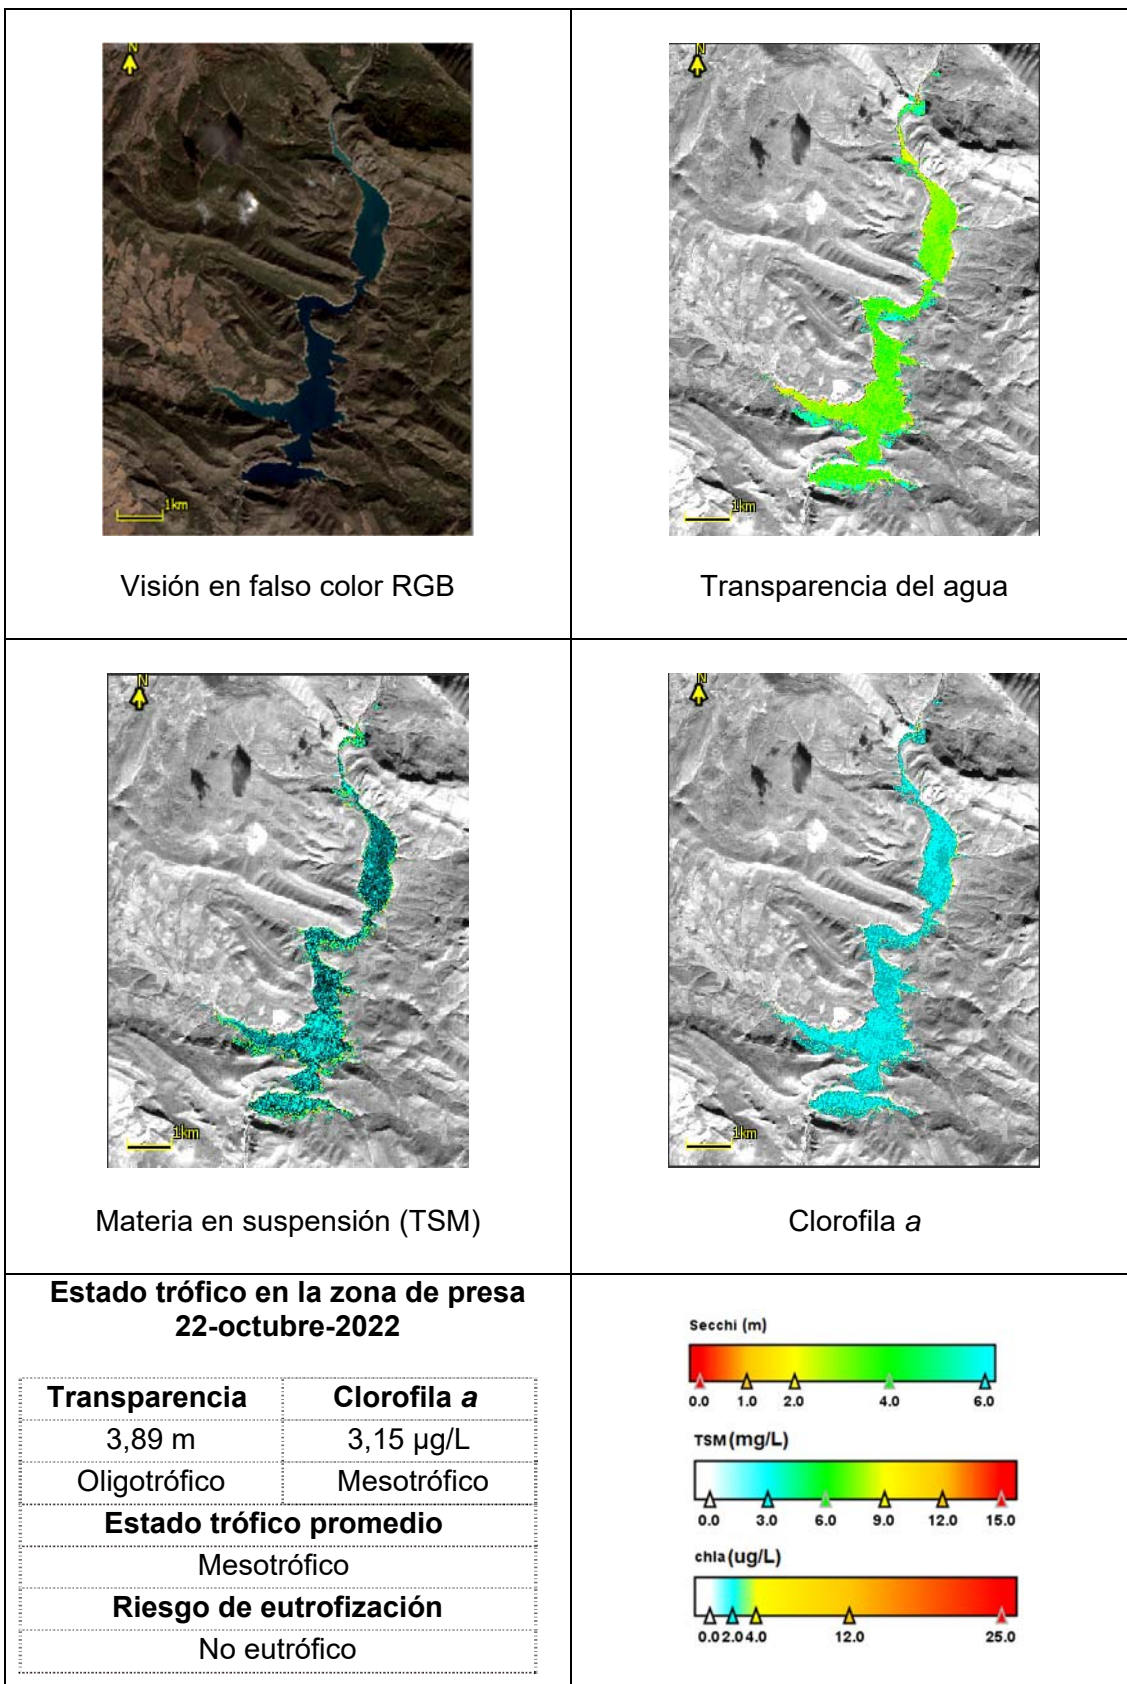 N
1km
Visión en falso color RGB
N
1km
Transparencia del agua
N
1km
Materia en suspensión (TSM)
N
1km
Clorofila a
Estado trófico en la zona de presa
22-octubre-2022
Transparencia Clorofila a
3,89 m 3,15 µg/L
Oligotrófico Mesotrófico
Estado trófico promedio
Mesotrófico
Riesgo de eutrofización
No eutrófico
Secchi (m)
0.0 1.0 2.0 4.0 6.0
TSM (mg/L)
0.0 3.0 6.0 9.0 12.0 15.0
chla (ug/L)
0.0 2.0 4.0 12.0 25.0